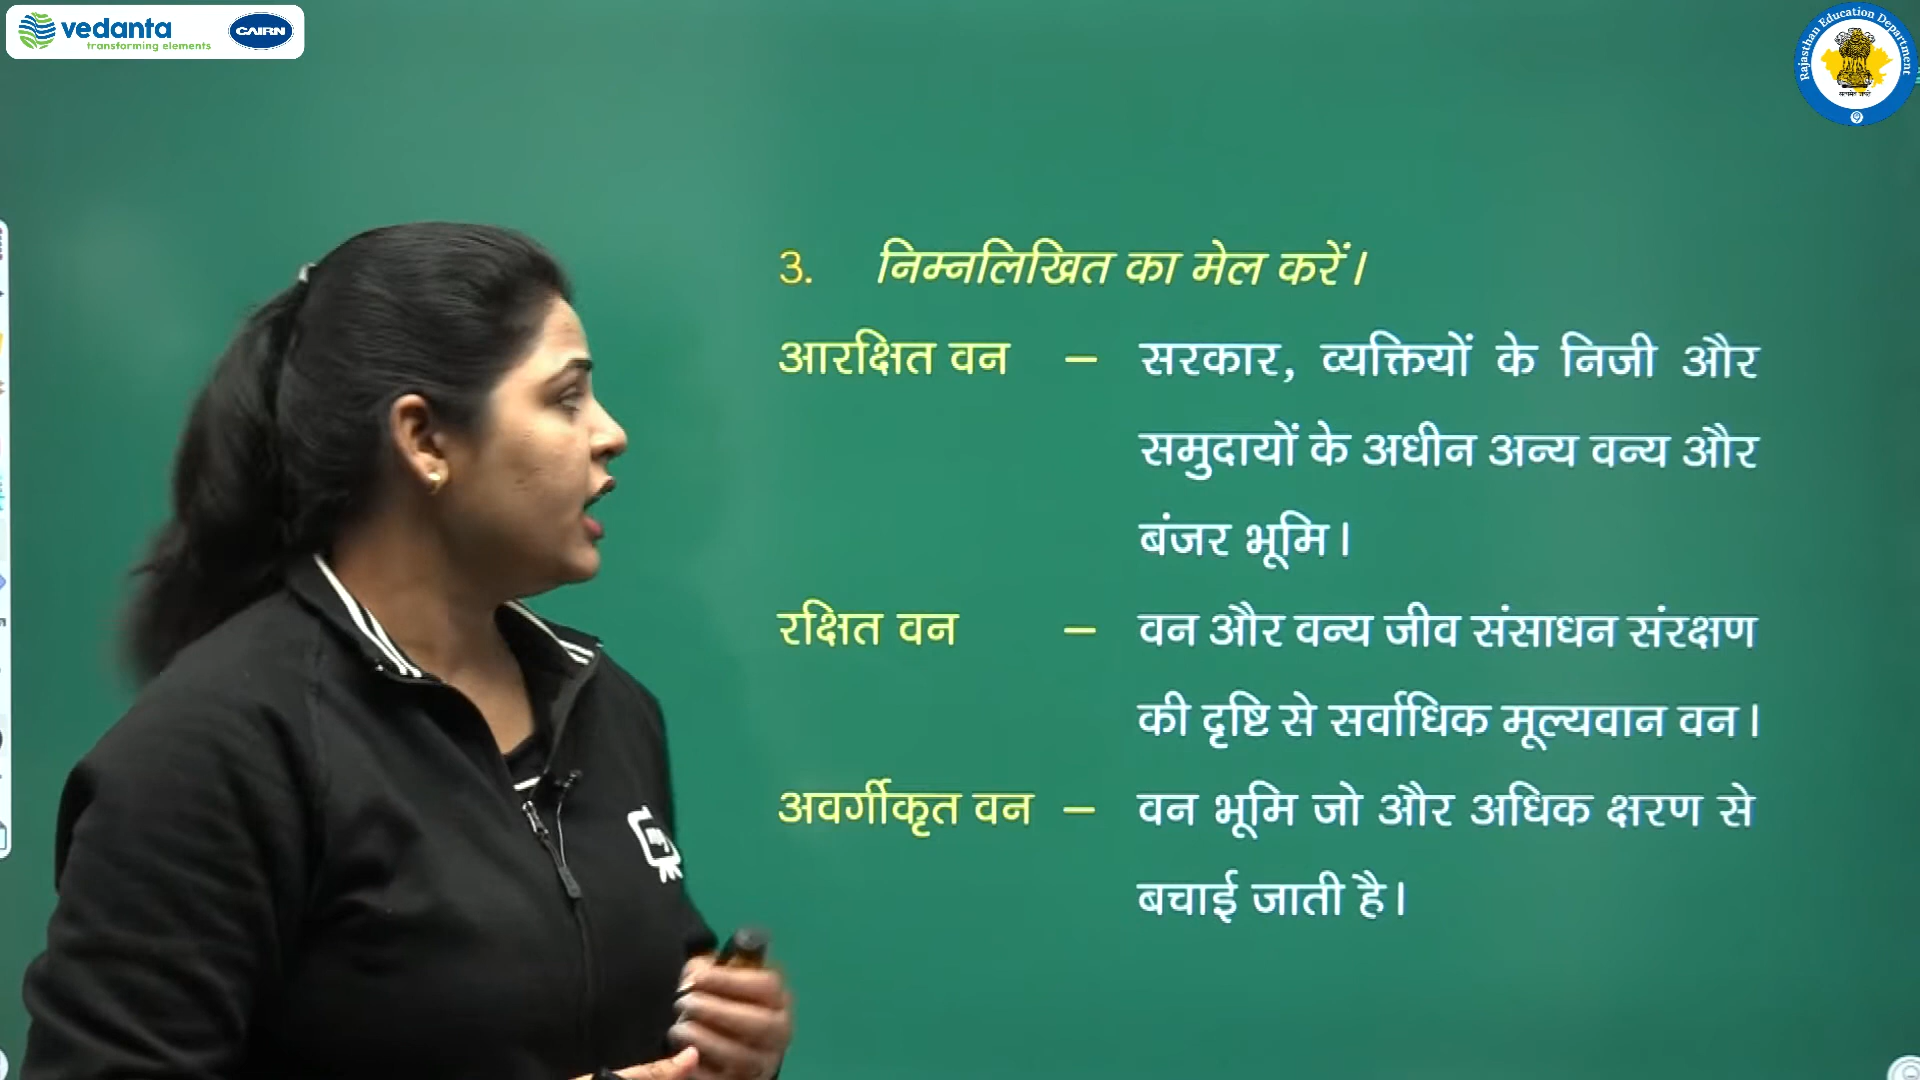 vedanta
transforming elements
CAIRN
Rajasthan Education Department
3. निम्नलिखित का मेल करें।
आरक्षित वन – सरकार, व्यक्तियों के निजी और
समुदायों के अधीन अन्य वन्य और
बंजर भूमि।
रक्षित वन – वन और वन्य जीव संसाधन संरक्षण
की दृष्टि से सर्वाधिक मूल्यवान वन।
अवर्गीकृत वन – वन भूमि जो और अधिक क्षरण से
बचाई जाती है।